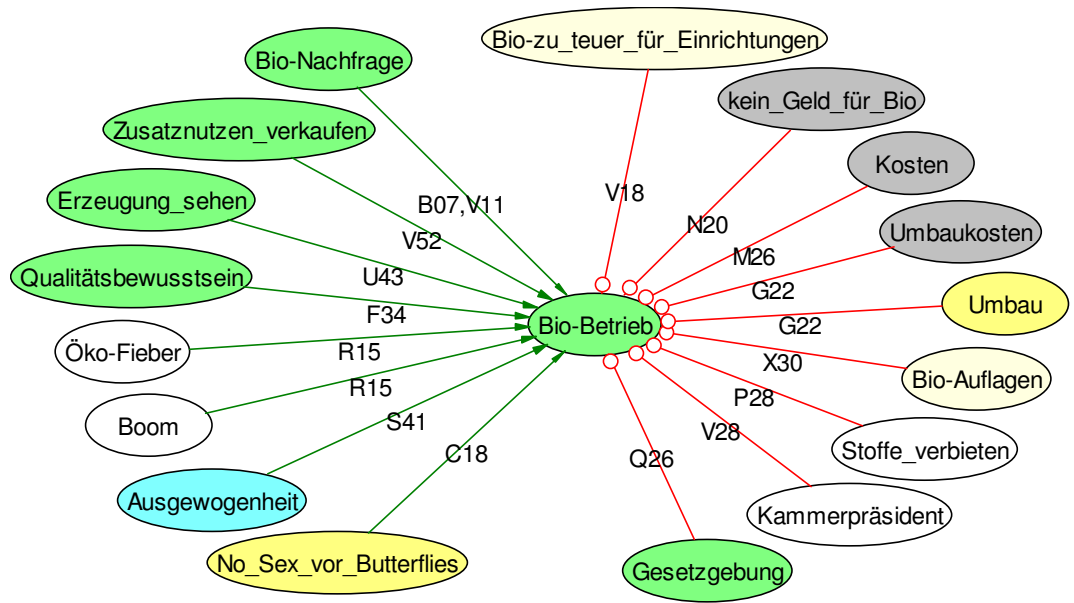 Bio-Nachfrage
Bio-zu_teuer_für_Einrichtungen
kein_Geld_für_Bio
Zusatznutzen_verkaufen
Kosten
Erzeugung_sehen
B07,V11
V18
N20
Umbaukosten
V52
M26
Qualitätsbewusstsein
U43
G22
Umbau
F34
Bio-Betrieb
G22
Öko-Fieber
R15
X30
Bio-Auflagen
R15
P28
Boom
S41
V28
Stoffe_verbieten
C18
Q26
Ausgewogenheit
Kammerpräsident
No_Sex_vor_Butterflies
Gesetzgebung